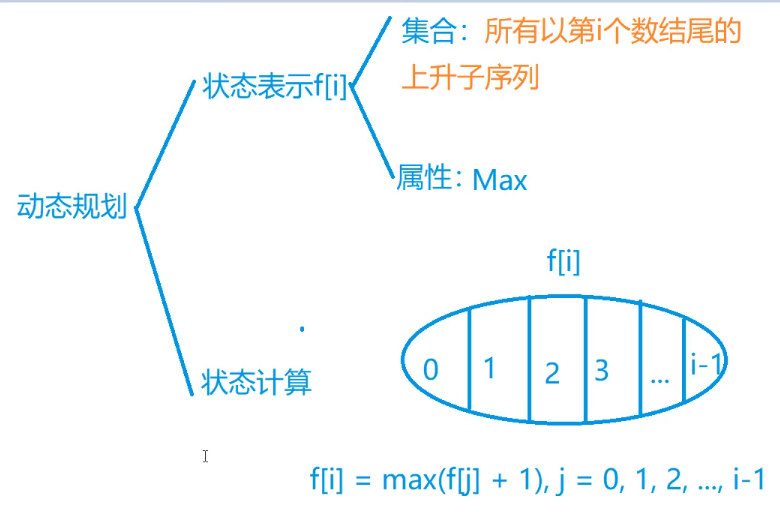 集合：所有以第i个数结尾的
上升子序列
状态表示f[i]
属性：Max
动态规划
f[i]
0 1 2 3 ... i-1
状态计算
f[i] = max(f[j] + 1), j = 0, 1, 2, ..., i-1